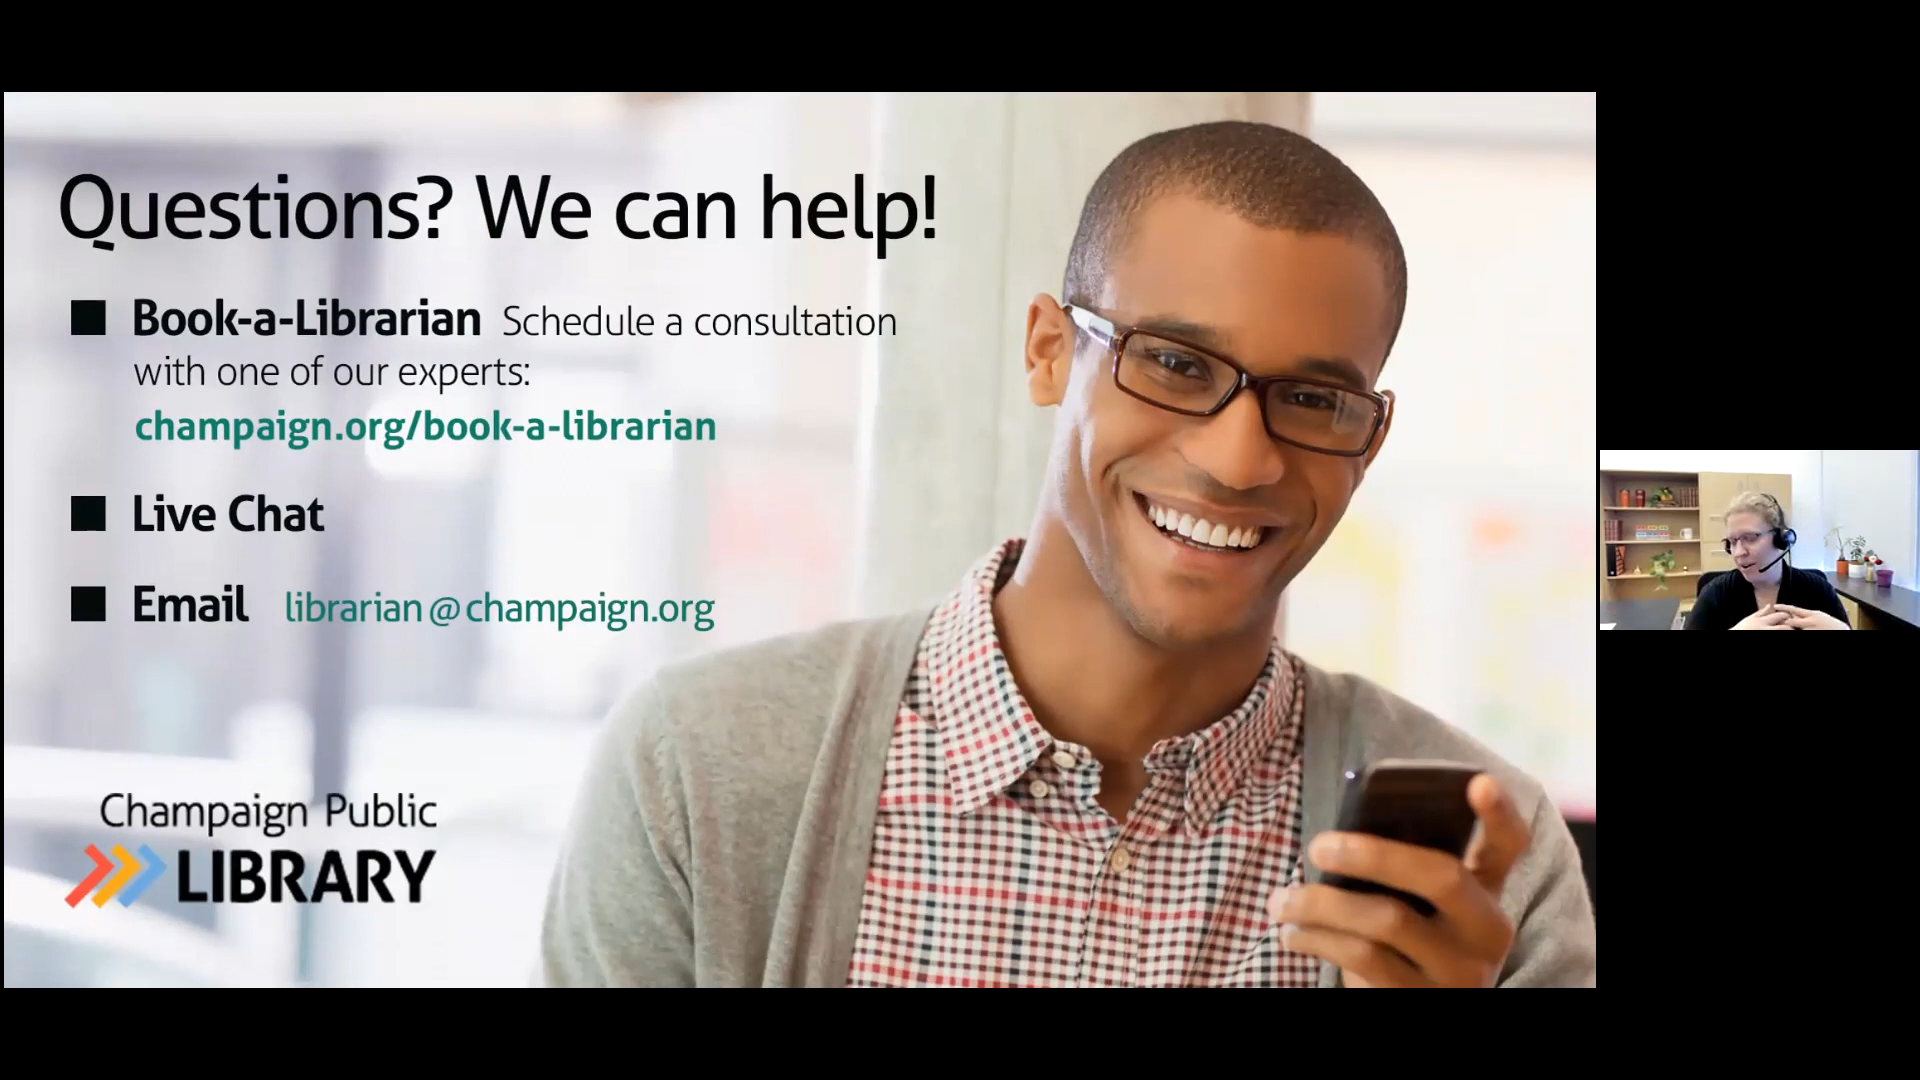 Questions? We can help!
Book-a-Librarian Schedule a consultation
with one of our experts:
champaign.org/book-a-librarian
Live Chat
Email librarian@champaign.org
Champaign Public
LIBRARY